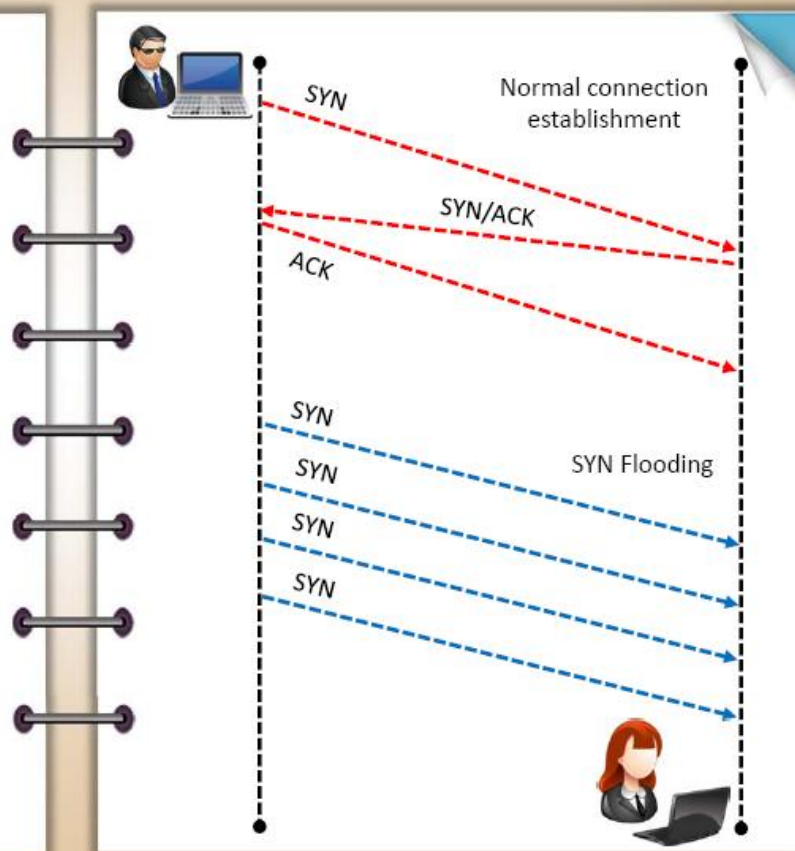 SYN
Normal connection
establishment
SYN/ACK
ACK
SYN
SYN Flooding
SYN
SYN
SYN